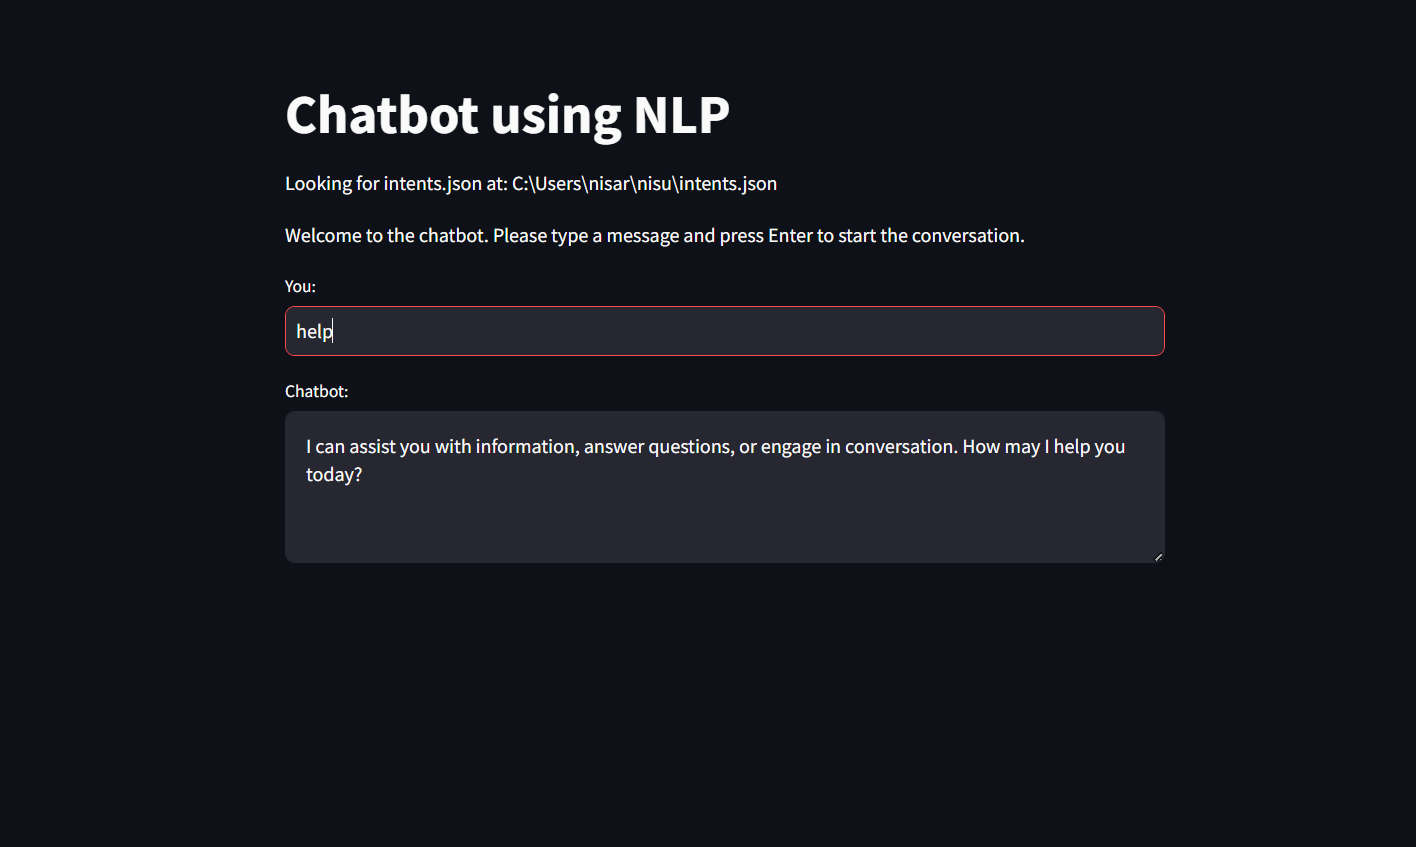 Chatbot using NLP
Looking for intents.json at: C:\Users\nisar\nisu\intents.json
Welcome to the chatbot. Please type a message and press Enter to start the conversation.
You:
help
Chatbot:
I can assist you with information, answer questions, or engage in conversation. How may I help you
today?